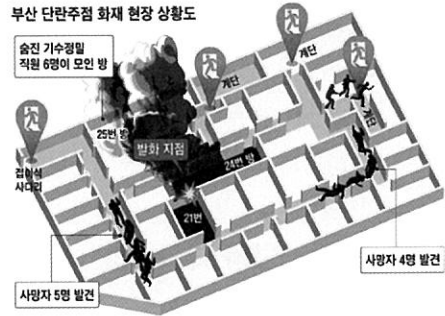 부산 단란주점 화재 현장 상황도
숨진 기수정밀
직원 6명이 모인 방
계단
계단
25번 방
발화 지점
계단
24번 방
접이식
사다리
21번
사망자 4명 발견
사망자 5명 발견